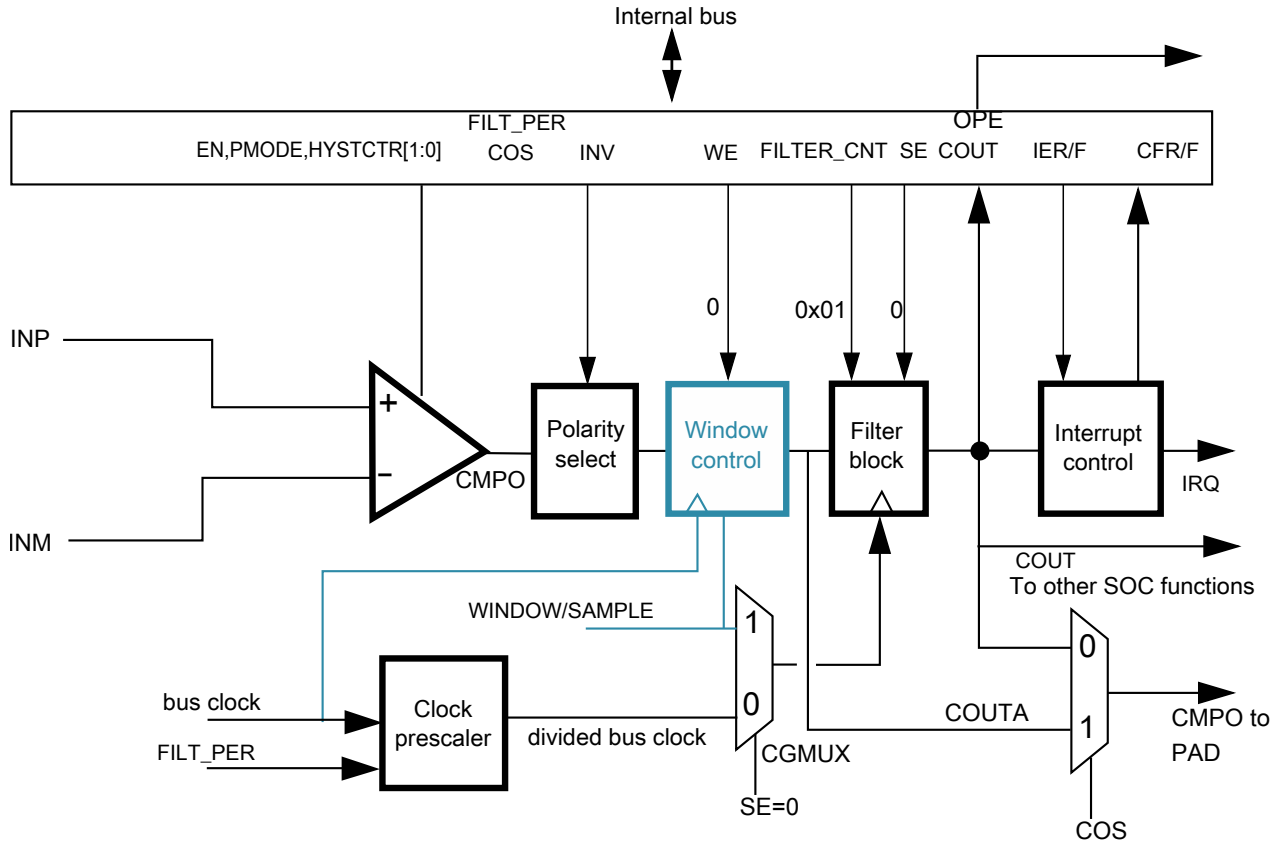 Internal bus
FILT_PER
OPE
EN,PMODE,HYSTCTR[1:0]
COS
INV
WE
FILTER_CNT
SE
COUT
IER/F
CFR/F
0
0x01
0
INP
+
−
INM
CMPO
Polarity
select
Window
control
Filter
block
Interrupt
control
IRQ
COUT
To other SOC functions
WINDOW/SAMPLE
1
0
bus clock
FILT_PER
Clock
prescaler
divided bus clock
CGMUX
SE=0
COUTA
0
1
CMPO to
PAD
COS